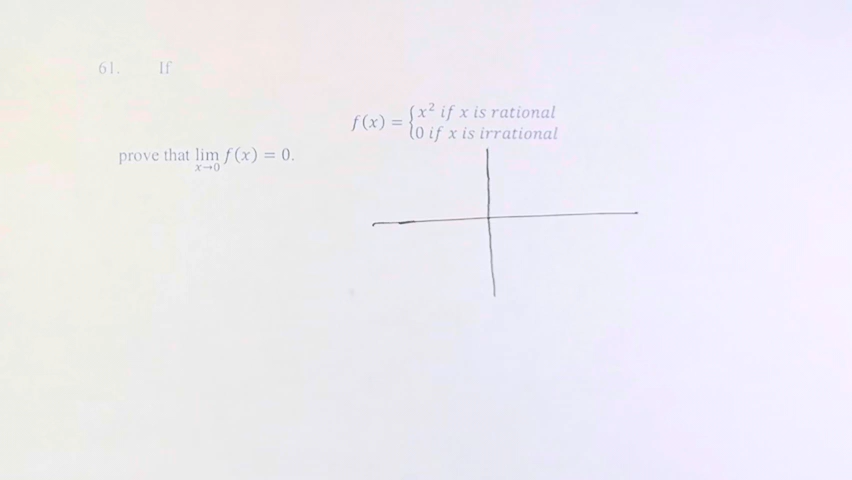 61. If
f(x) = {x² if x is rational
{0 if x is irrational
prove that lim f(x) = 0.
x→0